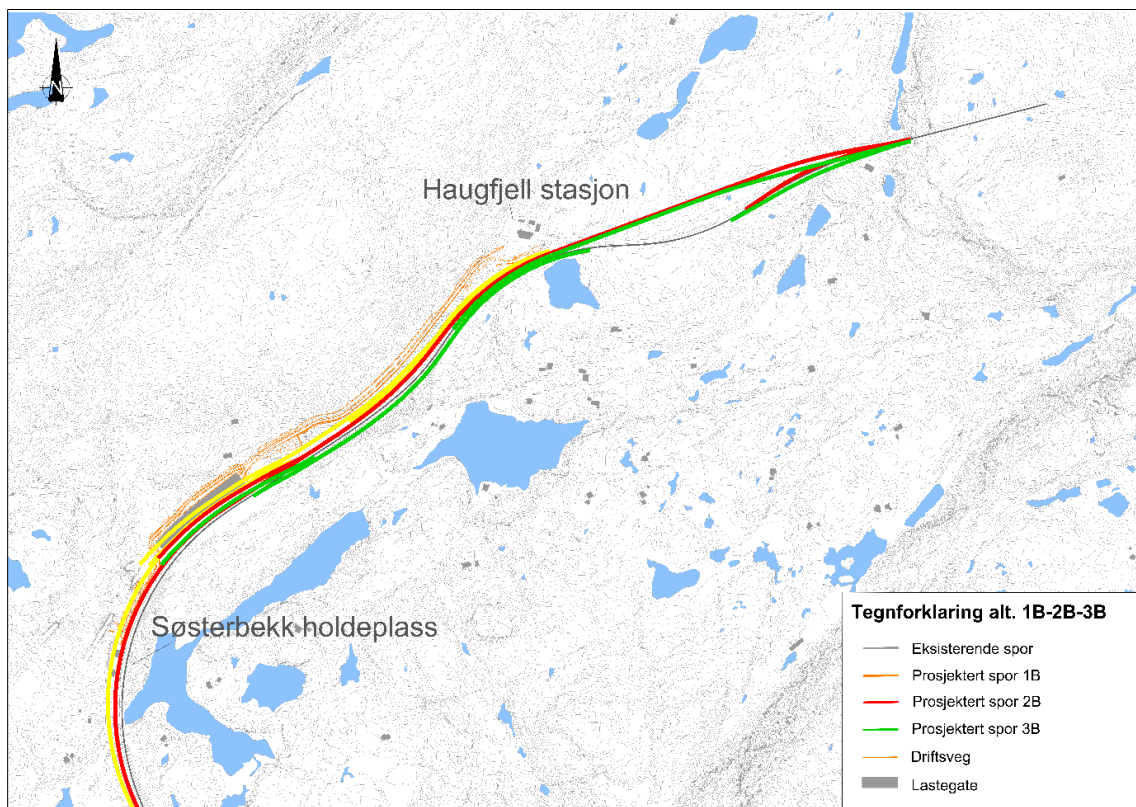 N
Haugfjell stasjon
Søsterbekk holdeplass
Tegnforklaring alt. 1B-2B-3B
Eksisterende spor
Prosjektert spor 1B
Prosjektert spor 2B
Prosjektert spor 3B
Driftsveg
Lastegate